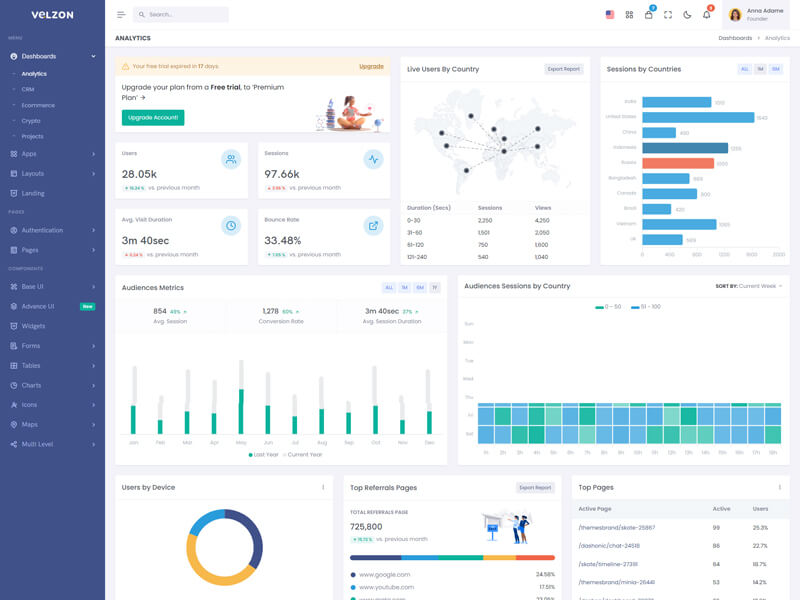 VELZON
Search...
2
3
Anna Adame
Founder
MENU
Dashboards
Analytics
CRM
Ecommerce
Crypto
Projects
Apps
Layouts
Landing
PAGES
Authentication
Pages
COMPONENTS
Base UI
Advance UI New
Widgets
Forms
Tables
Charts
Icons
Maps
Multi Level
ANALYTICS
Dashboards > Analytics
Your free trial expired in 17 days.
Upgrade
Upgrade your plan from a Free trial, to 'Premium
Plan' →
Upgrade Account!
Users
28.05k
16.24 % vs. previous month
Sessions
97.66k
3.96 % vs. previous month
Avg. Visit Duration
3m 40sec
0.24 % vs. previous month
Bounce Rate
33.48%
7.05 % vs. previous month
Live Users By Country
Export Report
Duration (Secs) Sessions Views
0-30 2,250 4,250
31-60 1,501 2,050
61-120 750 1,600
121-240 540 1,040
Sessions by Countries
ALL 1M 6M
India 1010
United States 1640
China 490
Indonesia 1255
Russia 1050
Bangladesh 689
Canada 800
Brazil 420
Vietnam 1085
UK 589
0 400 800 1200 1600 2000
Audiences Metrics
ALL 1M 6M 1Y
854 49%
Avg. Session
1,278 60%
Conversion Rate
3m 40sec 37%
Avg. Session Duration
Jan Feb Mar Apr May Jun Jul Aug Sep Oct Nov Dec
Last Year Current Year
Audiences Sessions by Country
SORT BY: Current Week
0 - 50 51 - 100
Sun
Mon
Tue
Wed
Thu
Fri
Sat
1h 2h 3h 4h 5h 6h 7h 8h 9h 10h 11h 12h 13h 14h 15h 16h 17h 18h
Users by Device
Top Referrals Pages
Export Report
TOTAL REFERRALS PAGE
725,800
15.72 % vs. previous month
www.google.com 24.58%
www.youtube.com 17.51%
Top Pages
Active Page Active Users
/themesbrand/skote-25867 99 25.3%
/dashonic/chat-24518 86 22.7%
/skote/timeline-27391 64 18.7%
/themesbrand/minia-26441 53 14.2%